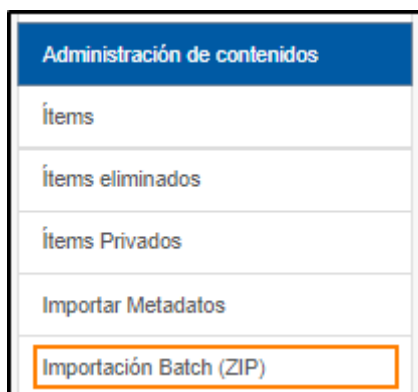 Administración de contenidos
Ítems
Ítems eliminados
Ítems Privados
Importar Metadatos
Importación Batch (ZIP)